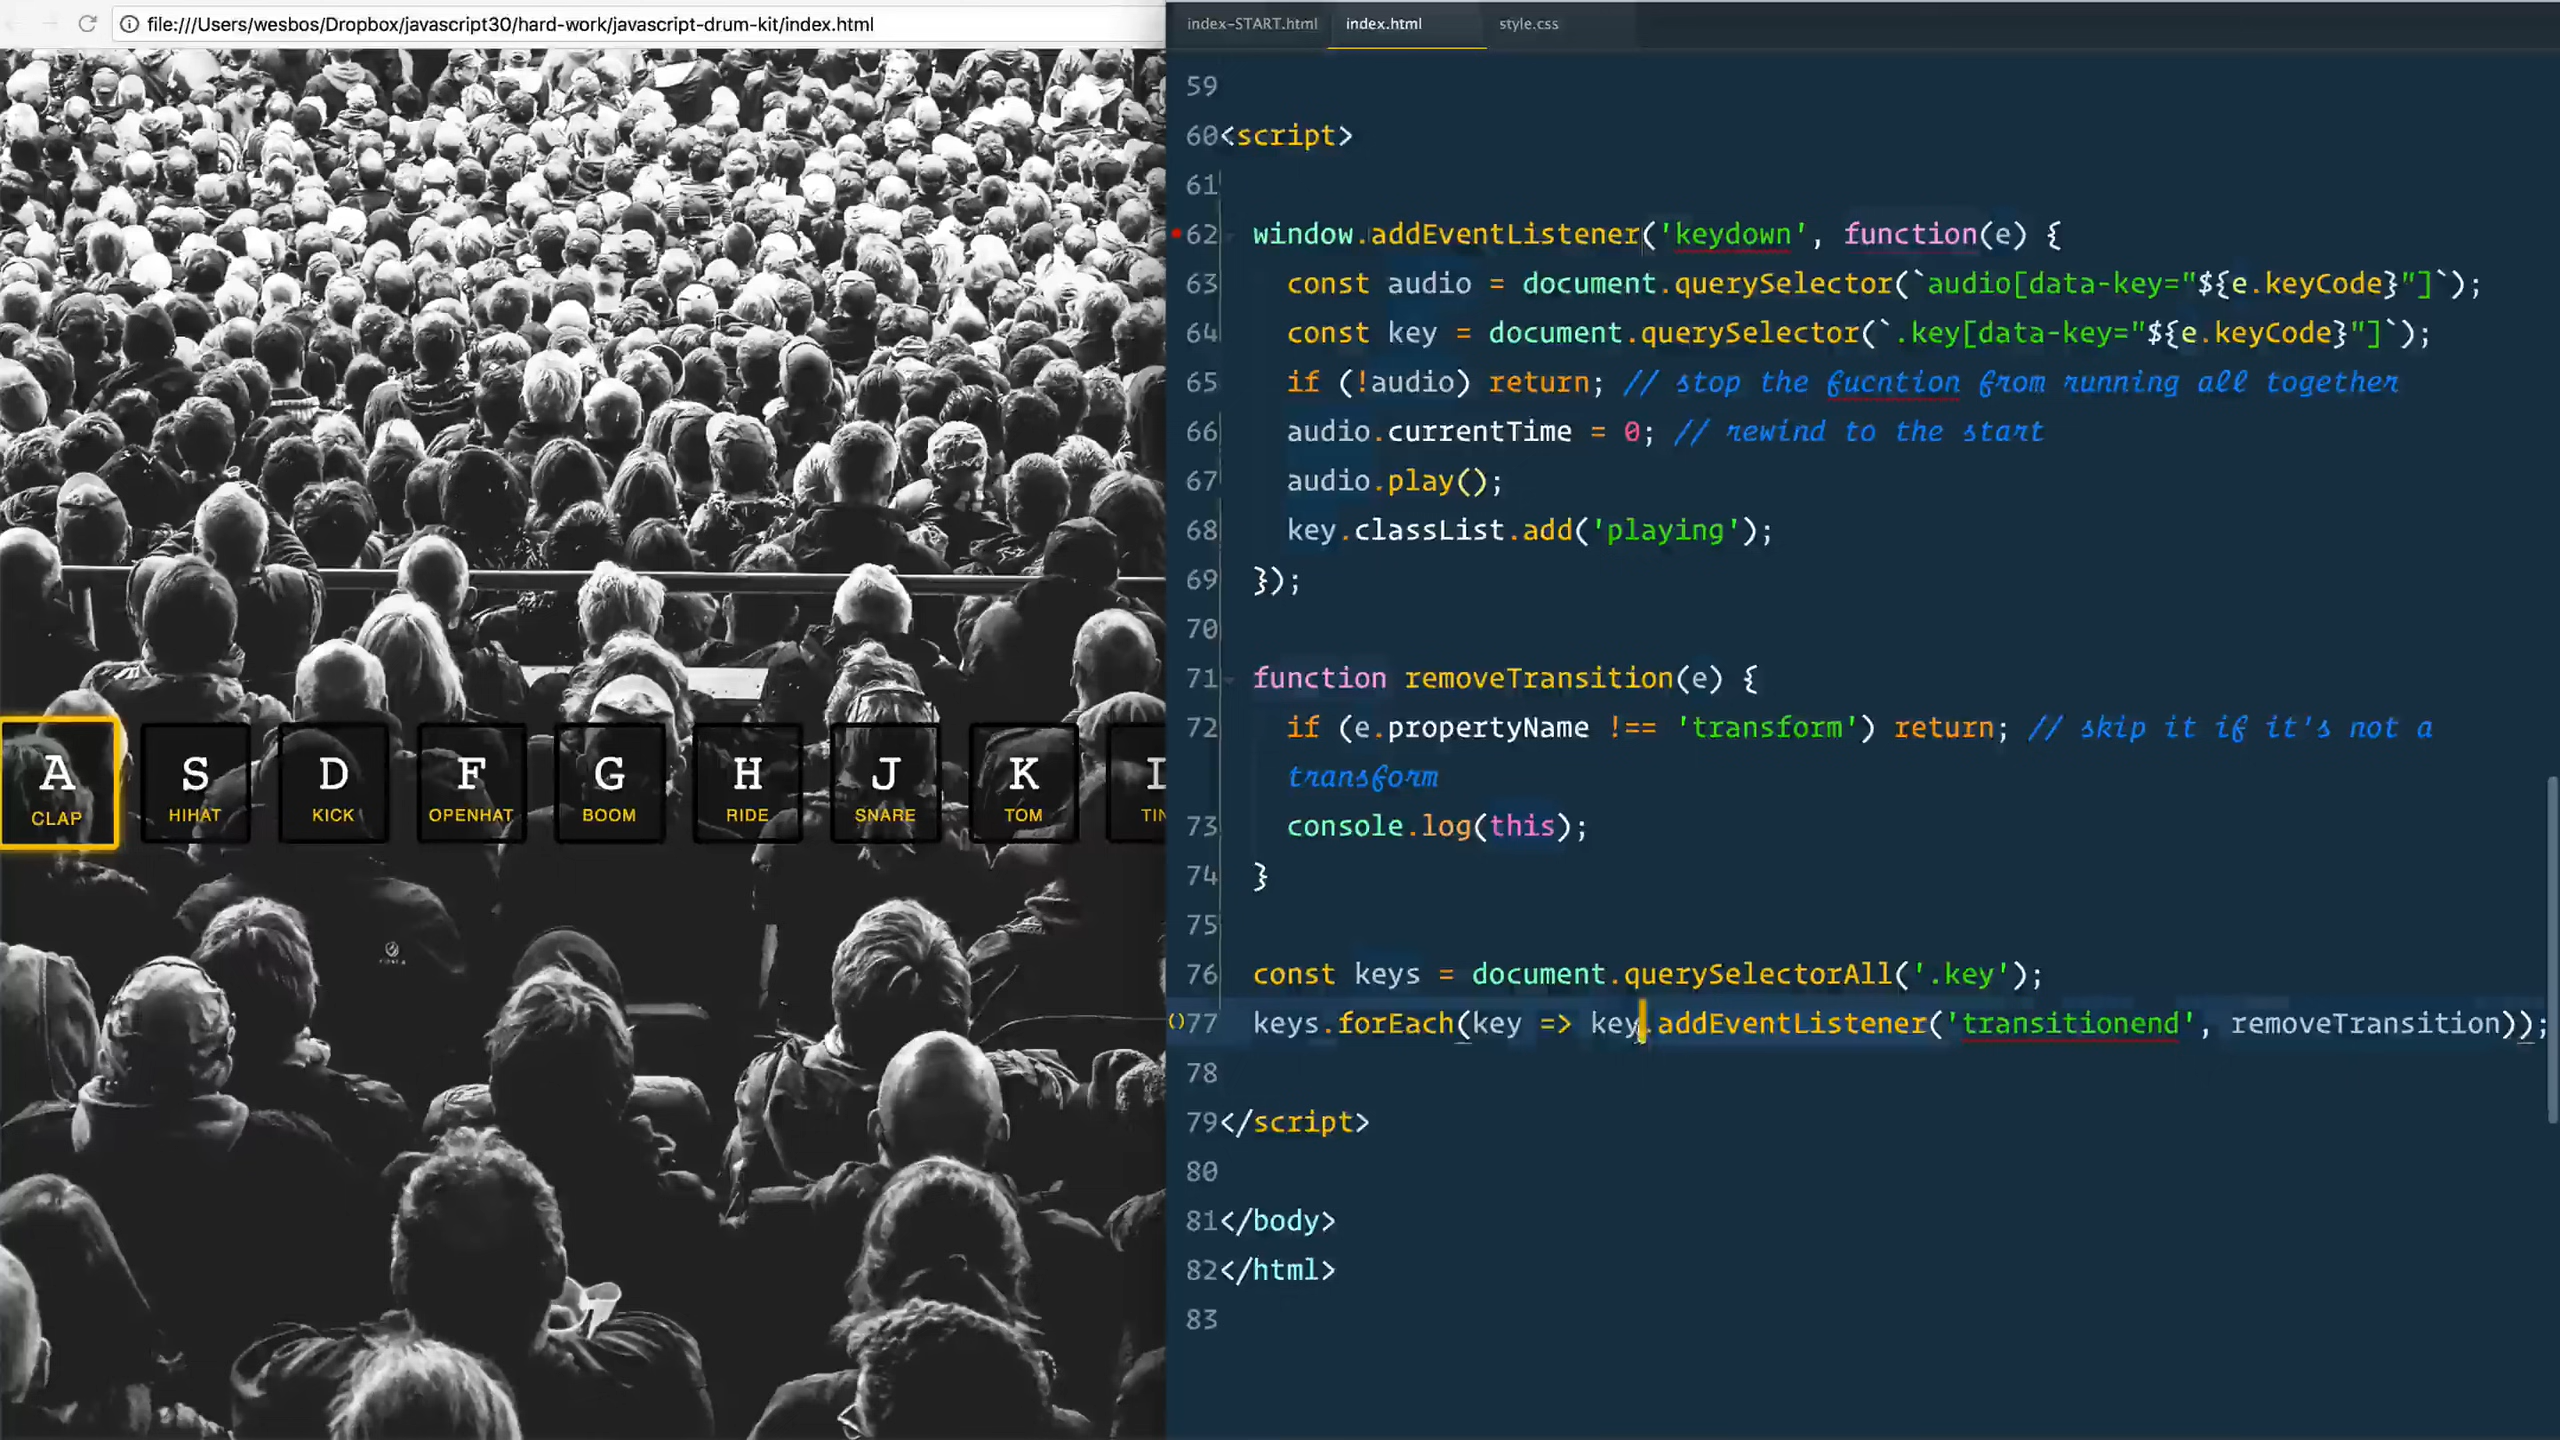 file:///Users/wesbos/Dropbox/javascript30/hard-work/javascript-drum-kit/index.html
A
CLAP
S
HIHAT
D
KICK
F
OPENHAT
G
BOOM
H
RIDE
J
SNARE
K
TOM
TIN
index-START.html
index.html
style.css
59
60 <script>
61
62 window.addEventListener('keydown', function(e) {
63 const audio = document.querySelector(`audio[data-key="${e.keyCode}"]`);
64 const key = document.querySelector(`.key[data-key="${e.keyCode}"]`);
65 if (!audio) return; // stop the fucntion from running all together
66 audio.currentTime = 0; // rewind to the start
67 audio.play();
68 key.classList.add('playing');
69 });
70
71 function removeTransition(e) {
72 if (e.propertyName !== 'transform') return; // skip it if it's not a
transform
73 console.log(this);
74 }
75
76 const keys = document.querySelectorAll('.key');
77 keys.forEach(key => key.addEventListener('transitionend', removeTransition));
78
79 </script>
80
81 </body>
82 </html>
83